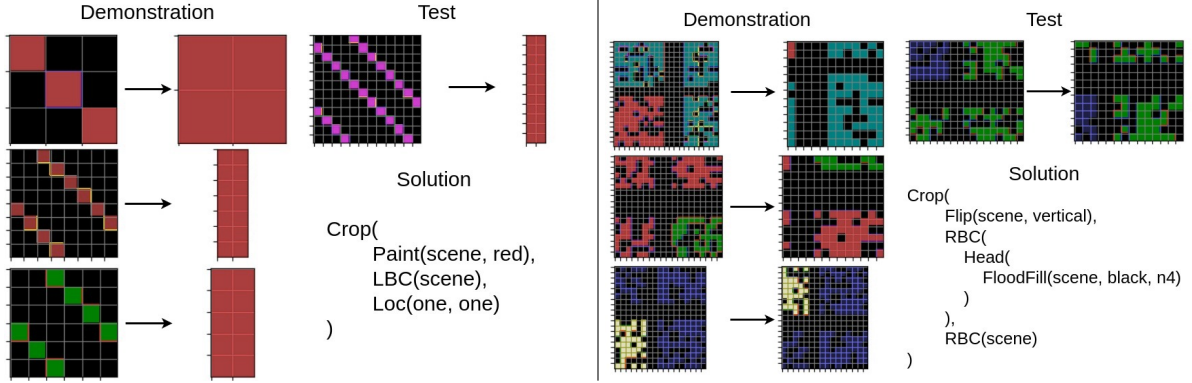 Demonstration
Test
Solution
Crop(
Paint(scene, red),
LBC(scene),
Loc(one, one)
)
Demonstration
Test
Solution
Crop(
Flip(scene, vertical),
RBC(
Head(
FloodFill(scene, black, n4)
)
),
RBC(scene)
)